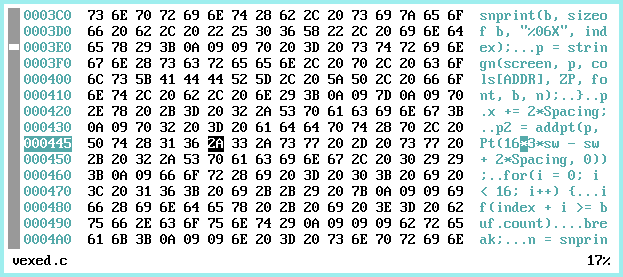 0003C0 73 6E 70 72 69 6E 74 28 62 2C 20 73 69 7A 65 6F snprint(b, sizeo
0003D0 66 20 62 2C 20 22 25 30 36 58 22 2C 20 69 6E 64 f b, "%06X", ind
0003E0 65 78 29 3B 0A 09 09 70 20 3D 20 73 74 72 69 6E ex);...p = strin
0003F0 67 6E 28 73 63 72 65 65 6E 2C 20 70 2C 20 63 6F gn(screen, p, co
000400 6C 73 5B 41 44 44 52 5D 2C 20 5A 50 2C 20 66 6F ls[ADDR], ZP, fo
000410 6E 74 2C 20 62 2C 20 6E 29 3B 0A 09 7D 0A 09 70 nt, b, n);..}..p
000420 2E 78 20 2B 3D 20 32 2A 53 70 61 63 69 6E 67 3B .x += 2*Spacing;
000430 0A 09 70 32 20 3D 20 61 64 64 70 74 28 70 2C 20 ..p2 = addpt(p,
000445 50 74 28 31 36 2A 33 2A 73 77 20 2D 20 73 77 20 Pt(16*3*sw - sw
000450 2B 20 32 2A 53 70 61 63 69 6E 67 2C 20 30 29 29 + 2*Spacing, 0))
000460 3B 0A 09 66 6F 72 28 69 20 3D 20 30 3B 20 69 20 ;..for(i = 0; i
000470 3C 20 31 36 3B 20 69 2B 2B 29 20 7B 0A 09 09 69 < 16; i++) {...i
000480 66 28 69 6E 64 65 78 20 2B 20 69 20 3E 3D 20 62 f(index + i >= b
000490 75 66 2E 63 6F 75 6E 74 29 0A 09 09 09 62 72 65 uf.count)....bre
0004A0 61 6B 3B 0A 09 09 6E 20 3D 20 73 6E 70 72 69 6E ak;...n = snprin
vexed.c 17%